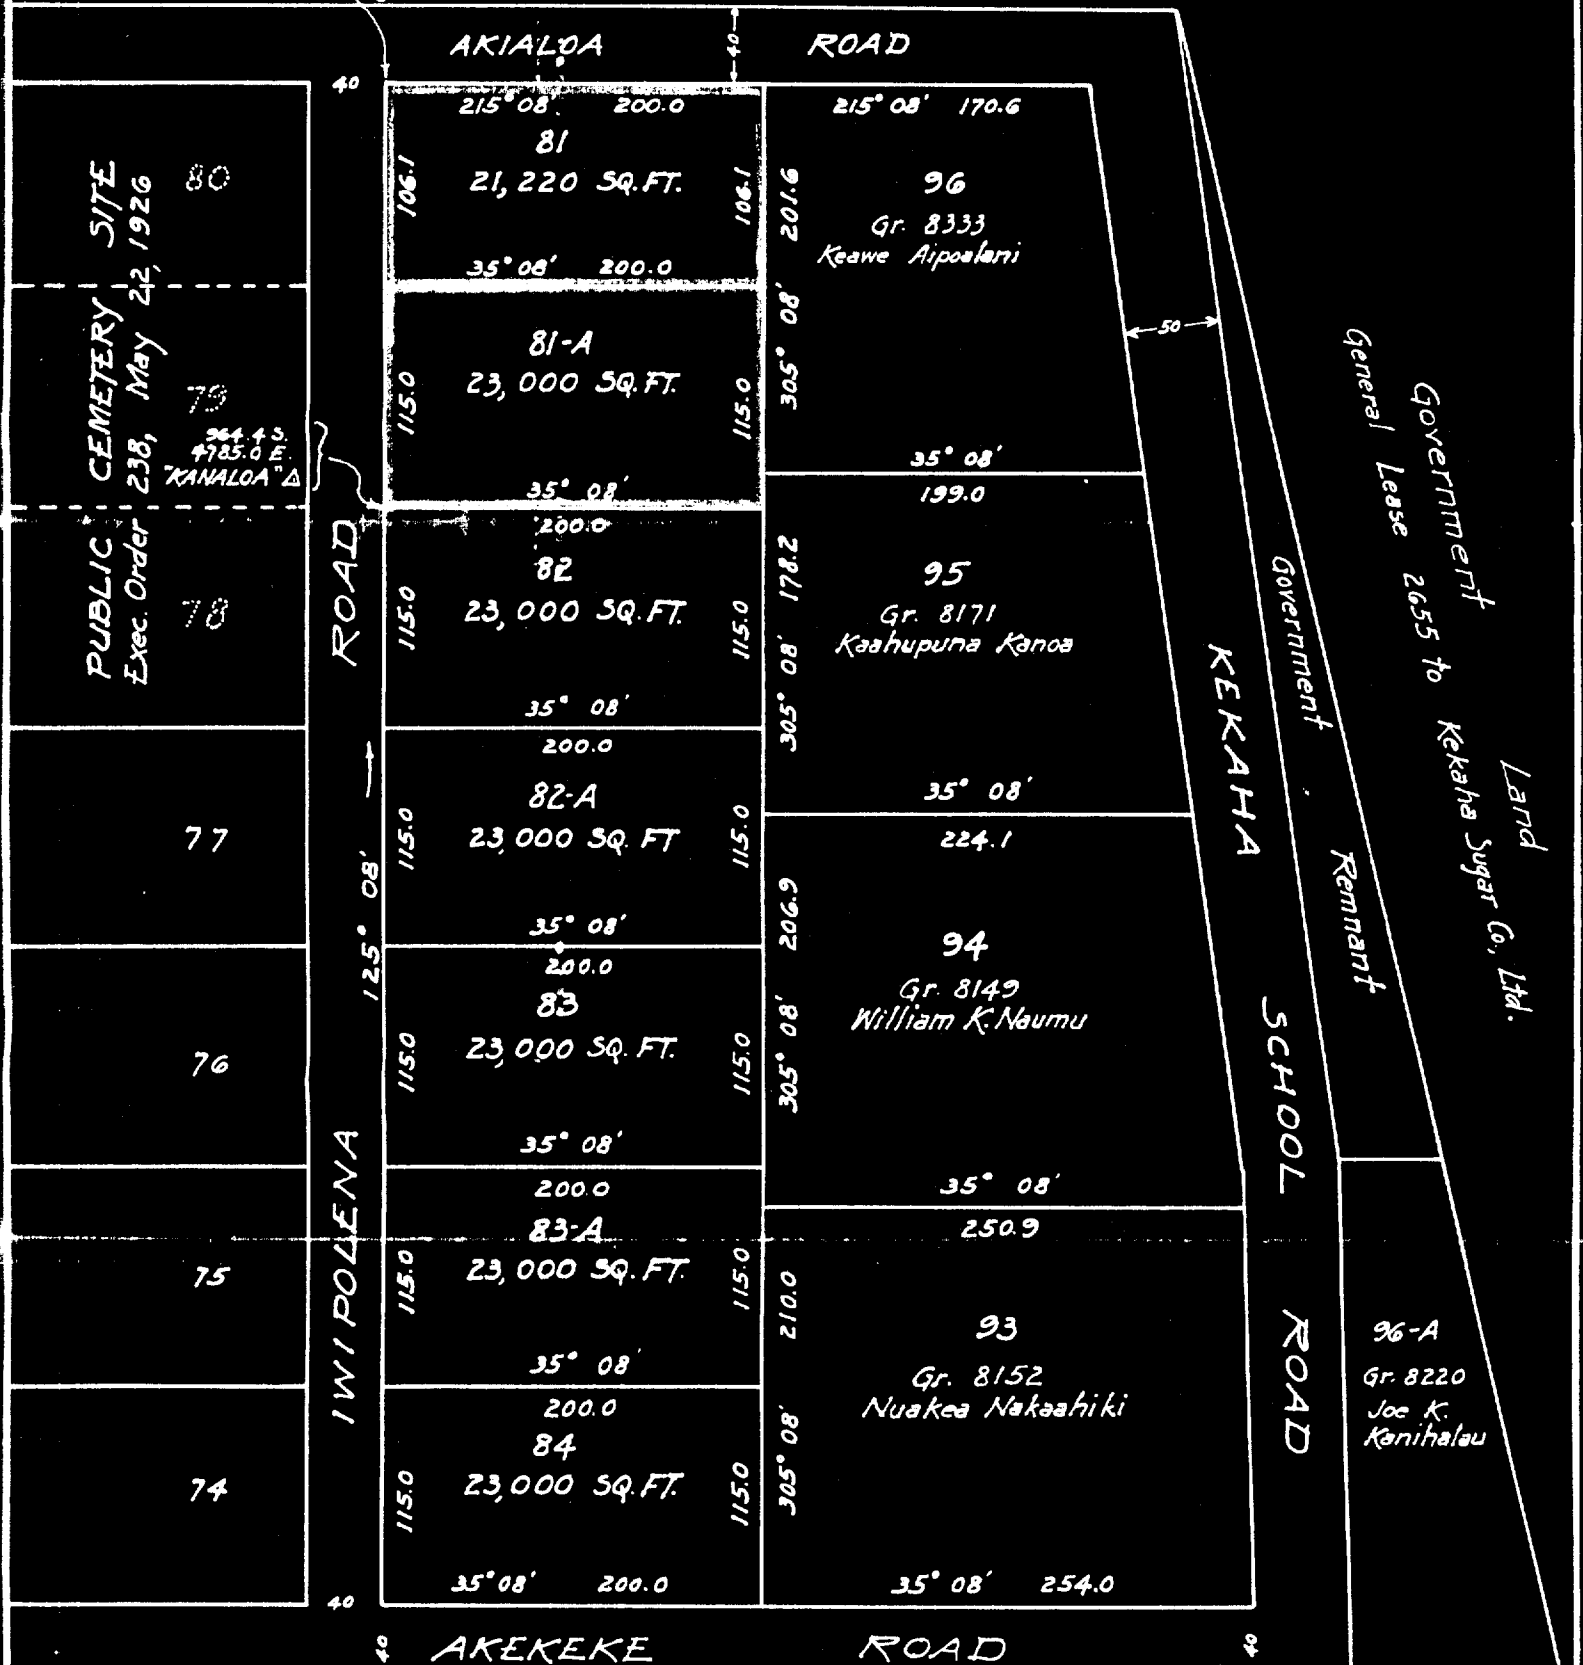 AKIALOA ROAD
40
40
215° 08' 200.0
81
21,220 SQ.FT.
106.1
106.1
35° 08' 200.0
81-A
23,000 SQ.FT.
115.0
115.0
35° 08'
200.0
82
23,000 SQ.FT.
115.0
115.0
35° 08'
200.0
82-A
23,000 SQ. FT
115.0
115.0
35° 08'
200.0
83
23,000 SQ. FT.
115.0
115.0
35° 08'
200.0
83-A
23,000 SQ. FT.
115.0
115.0
35° 08'
200.0
84
23,000 SQ. FT.
115.0
115.0
35° 08' 200.0
215° 08' 170.6
96
Gr. 8333
Keawe Aipoalani
305° 08' 201.6
35° 08'
199.0
95
Gr. 8171
Kaahupuna Kanoa
305° 08' 178.2
35° 08'
224.1
94
Gr. 8149
William K. Naumu
305° 08' 206.9
35° 08'
250.9
93
Gr. 8152
Nuakea Nakaahiki
305° 08' 210.0
35° 08' 254.0
PUBLIC CEMETERY SITE
Exec. Order 238, May 22, 1926
80
79
964.4 S.
4785.0 E.
"KANALOA" △
78
77
76
75
74
IWIPOLENA ROAD
125° 08' →
40
40
AKEKEKE ROAD
40
50
KEKAHA SCHOOL ROAD
Government Remnant
Government Land
General Lease 2655 to Kekaha Sugar Co., Ltd.
96-A
Gr. 8220
Joe K.
Kanihalau